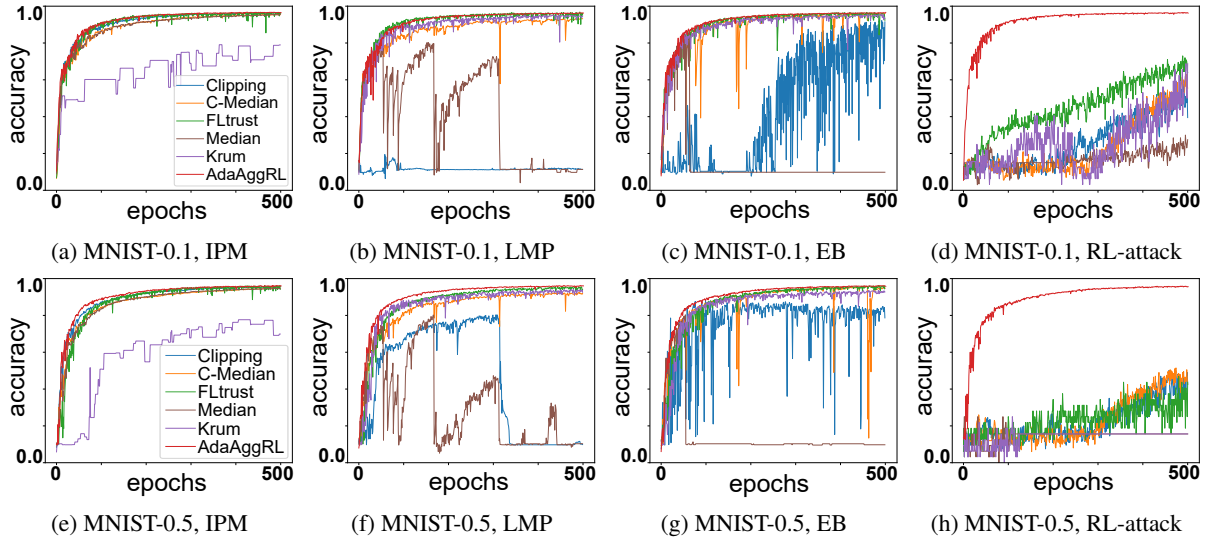 1.0
accuracy
0.0
0
500
epochs
Clipping
C-Median
FLtrust
Median
Krum
AdaAggRL
(a) MNIST-0.1, IPM
1.0
accuracy
0.0
0
500
epochs
(b) MNIST-0.1, LMP
1.0
accuracy
0.0
0
500
epochs
(c) MNIST-0.1, EB
1.0
accuracy
0.0
0
500
epochs
(d) MNIST-0.1, RL-attack
1.0
accuracy
0.0
0
500
epochs
Clipping
C-Median
FLtrust
Median
Krum
AdaAggRL
(e) MNIST-0.5, IPM
1.0
accuracy
0.0
0
500
epochs
(f) MNIST-0.5, LMP
1.0
accuracy
0.0
0
500
epochs
(g) MNIST-0.5, EB
1.0
accuracy
0.0
0
500
epochs
(h) MNIST-0.5, RL-attack